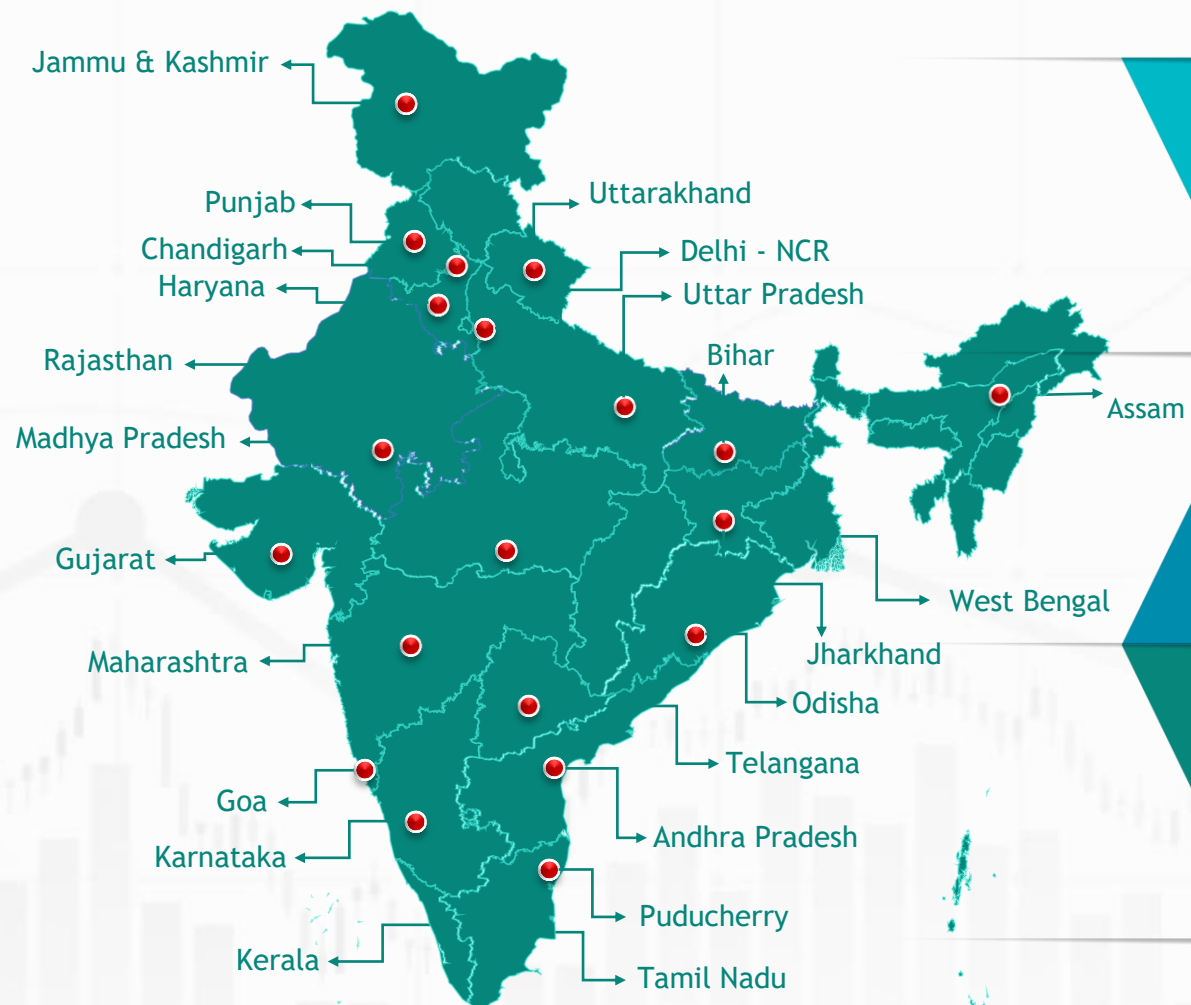 Jammu & Kashmir
Punjab
Uttarakhand
Chandigarh
Delhi - NCR
Haryana
Uttar Pradesh
Rajasthan
Bihar
Assam
Madhya Pradesh
Gujarat
West Bengal
Maharashtra
Jharkhand
Odisha
Telangana
Goa
Andhra Pradesh
Karnataka
Puducherry
Kerala
Tamil Nadu